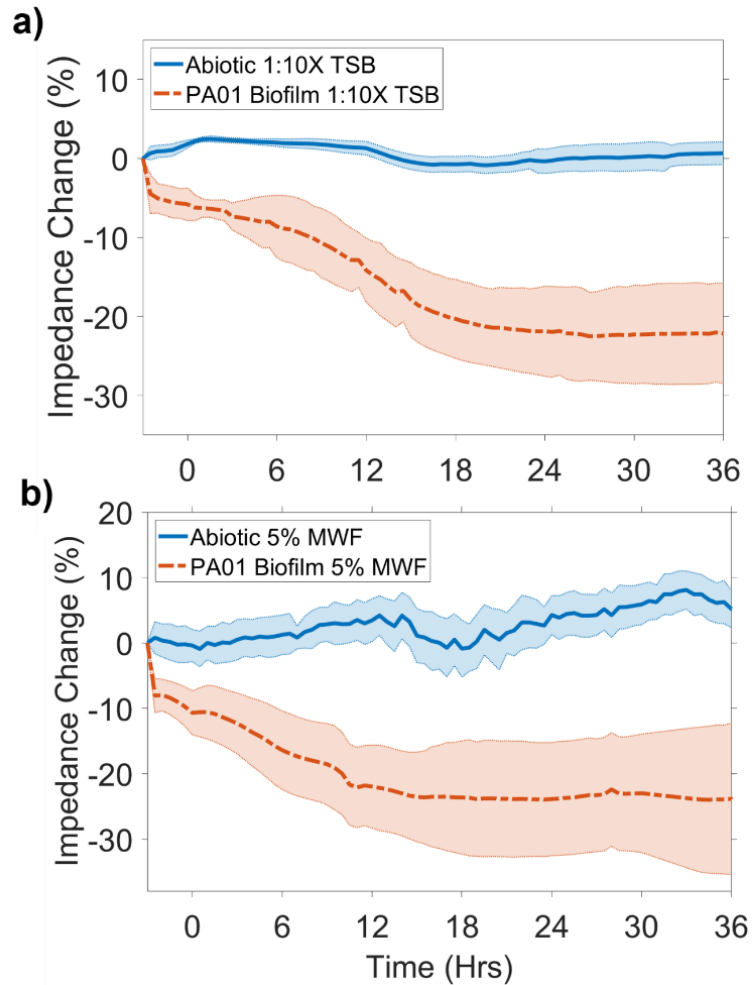 a)
Impedance Change (%)
10
0
-10
-20
-30
Abiotic 1:10X TSB
PA01 Biofilm 1:10X TSB
0 6 12 18 24 30 36
b)
Impedance Change (%)
20
10
0
-10
-20
-30
Abiotic 5% MWF
PA01 Biofilm 5% MWF
0 6 12 18 24 30 36
Time (Hrs)